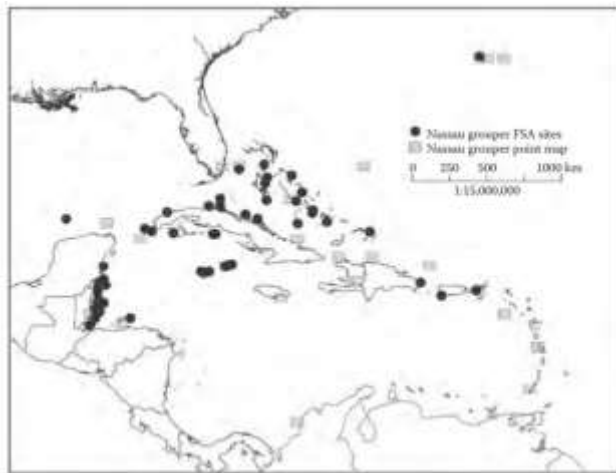 Nassau grouper FSA sites
Nassau grouper point map
0 250 500 1000 km
1:15,000,000